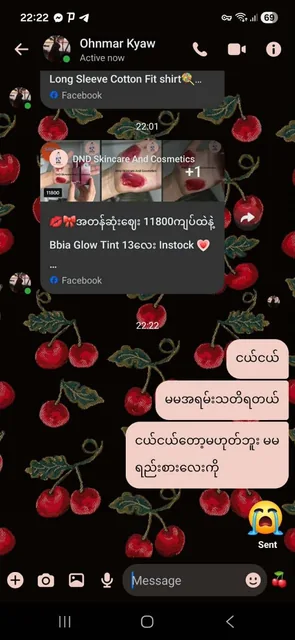 22:22
69
Ohnmar Kyaw
Active now
Long Sleeve Cotton Fit shirt🔍...
Facebook
22:01
DND Skincare And Cosmetics
+1
11800
💋🎀အတန်ဆုံးဈေး 11800ကျပ်ထဲနဲ့
Bbia Glow Tint 13လေး Instock 💝
...
Facebook
22:22
ငယ်ငယ်
မမအရမ်းသတိရတယ်
ငယ်ငယ်တော့မဟုတ်ဘူး မမ
ရည်းစားလေးကို
😭
Sent
Message